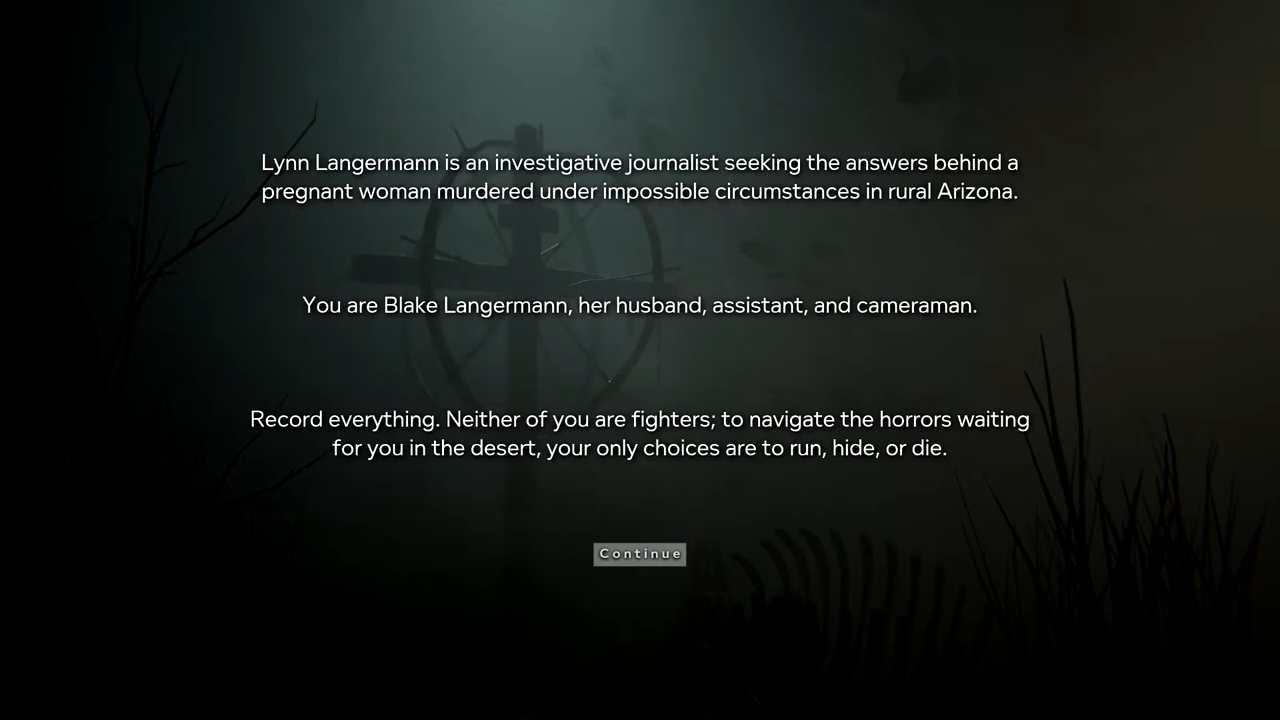 Lynn Langermann is an investigative journalist seeking the answers behind a
pregnant woman murdered under impossible circumstances in rural Arizona.
You are Blake Langermann, her husband, assistant, and cameraman.
Record everything. Neither of you are fighters; to navigate the horrors waiting
for you in the desert, your only choices are to run, hide, or die.
Continue